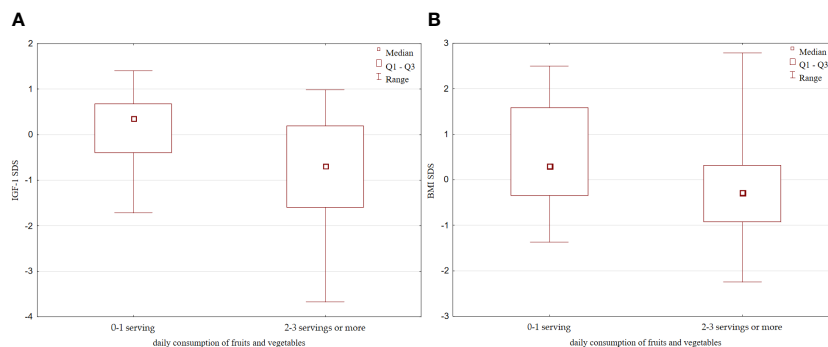 A
2
1
0
-1
-2
-3
-4
IGF-1 SDS
Median
Q1 - Q3
Range
0-1 serving
2-3 servings or more
daily consumption of fruits and vegetables
B
3
2
1
0
-1
-2
-3
BMI SDS
Median
Q1 - Q3
Range
0-1 serving
2-3 servings or more
daily consumption of fruits and vegetables